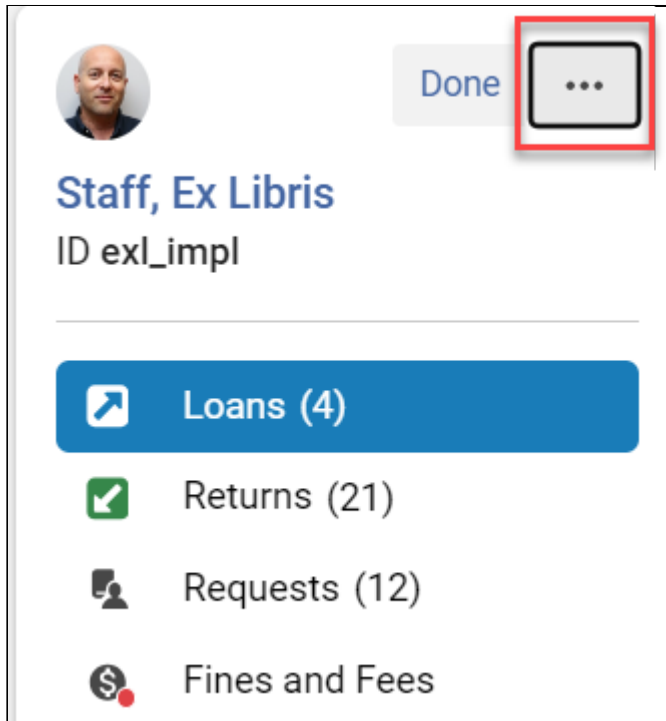 Done ...
Staff, Ex Libris
ID exl_impl
Loans (4)
Returns (21)
Requests (12)
Fines and Fees